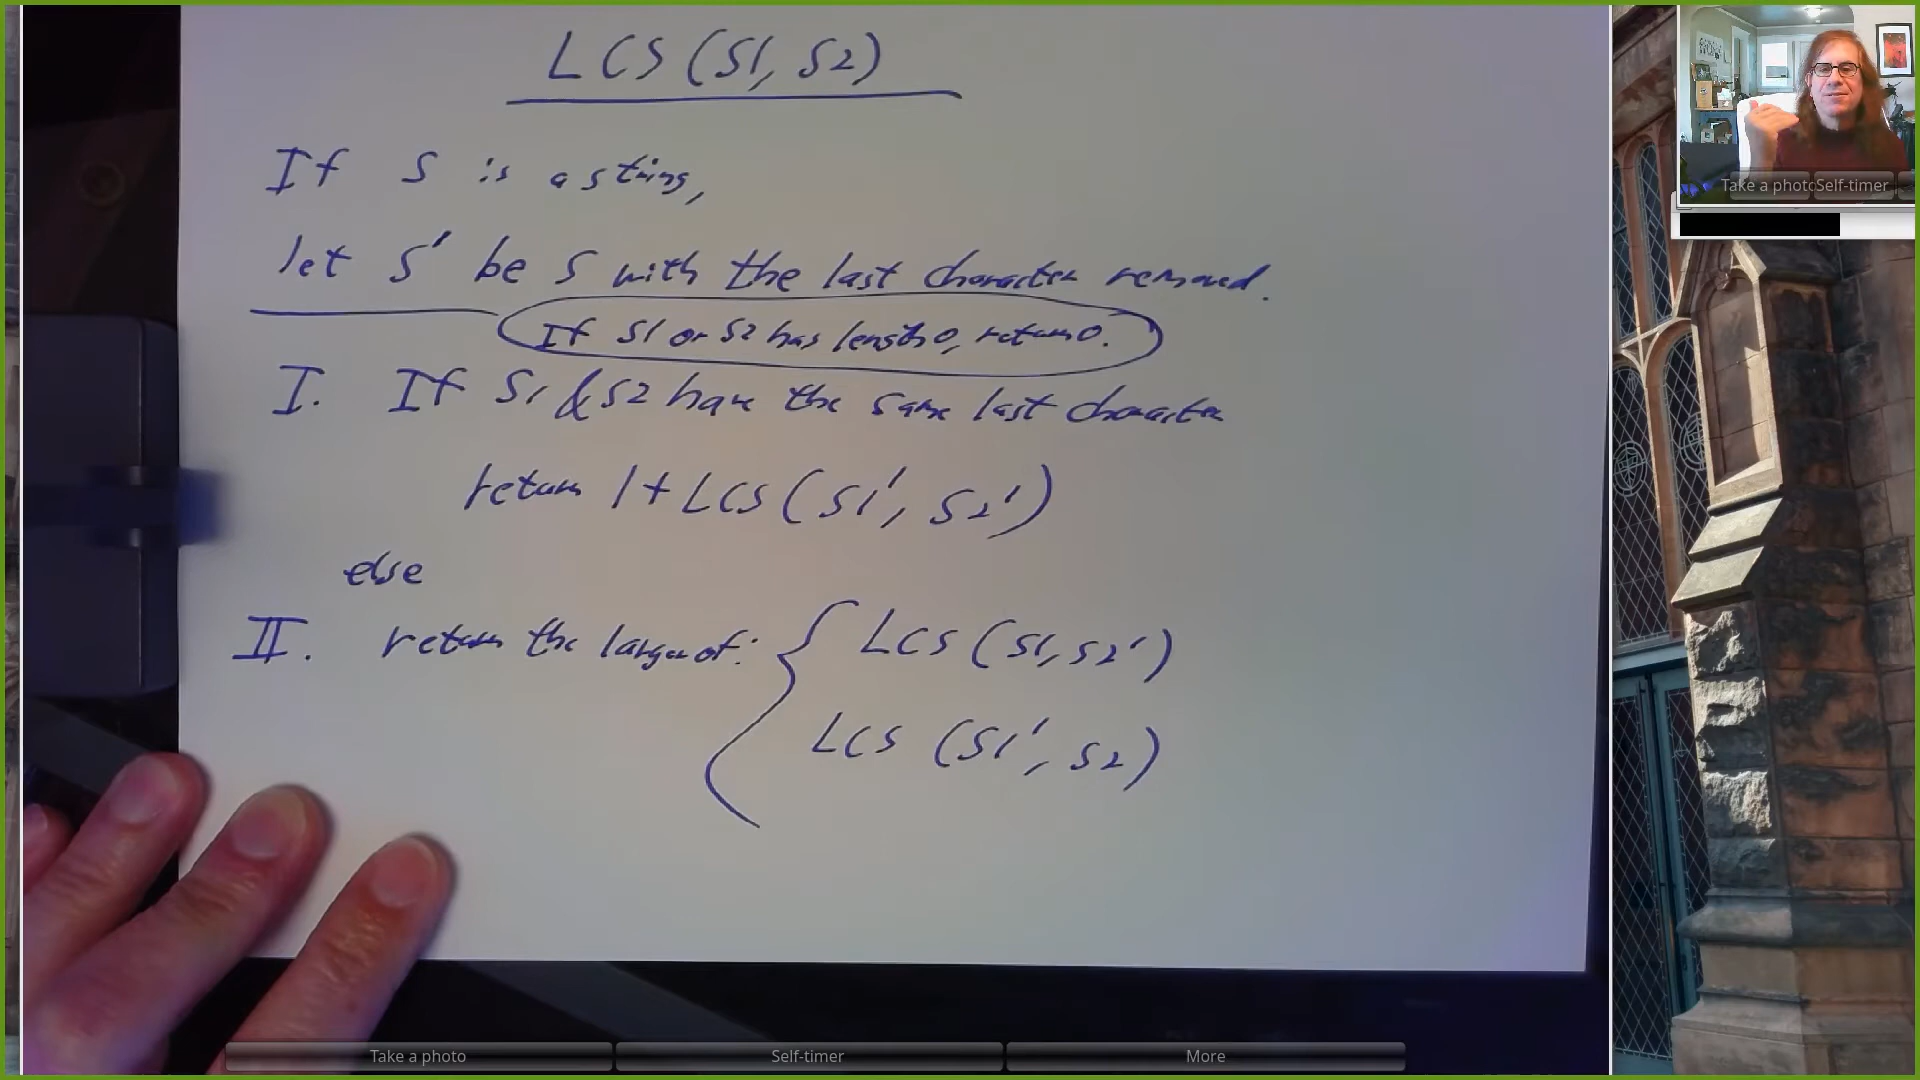 LCS (S1, S2)
If S is a string,
let S' be S with the last character removed.
If S1 or S2 has length 0, return 0.
I. If S1 & S2 have the same last character
return 1 + LCS (S1', S2')
else
II. return the larger of: { LCS (S1, S2')
LCS (S1', S2)
Take a photo Self-timer More
Take a photo Self-timer